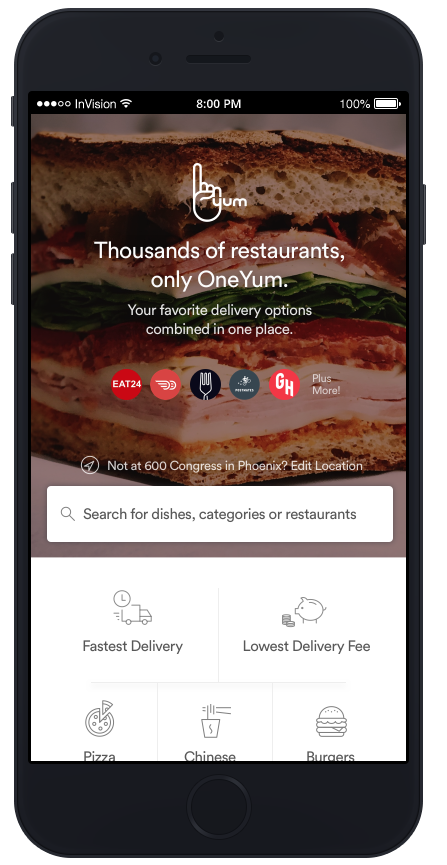 InVision 8:00 PM 100%
yum
Thousands of restaurants,
only OneYum.
Your favorite delivery options
combined in one place.
EAT24 POSTMATES GH Plus
More!
Not at 600 Congress in Phoenix? Edit Location
Search for dishes, categories or restaurants
Fastest Delivery Lowest Delivery Fee
Pizza Chinese Burgers